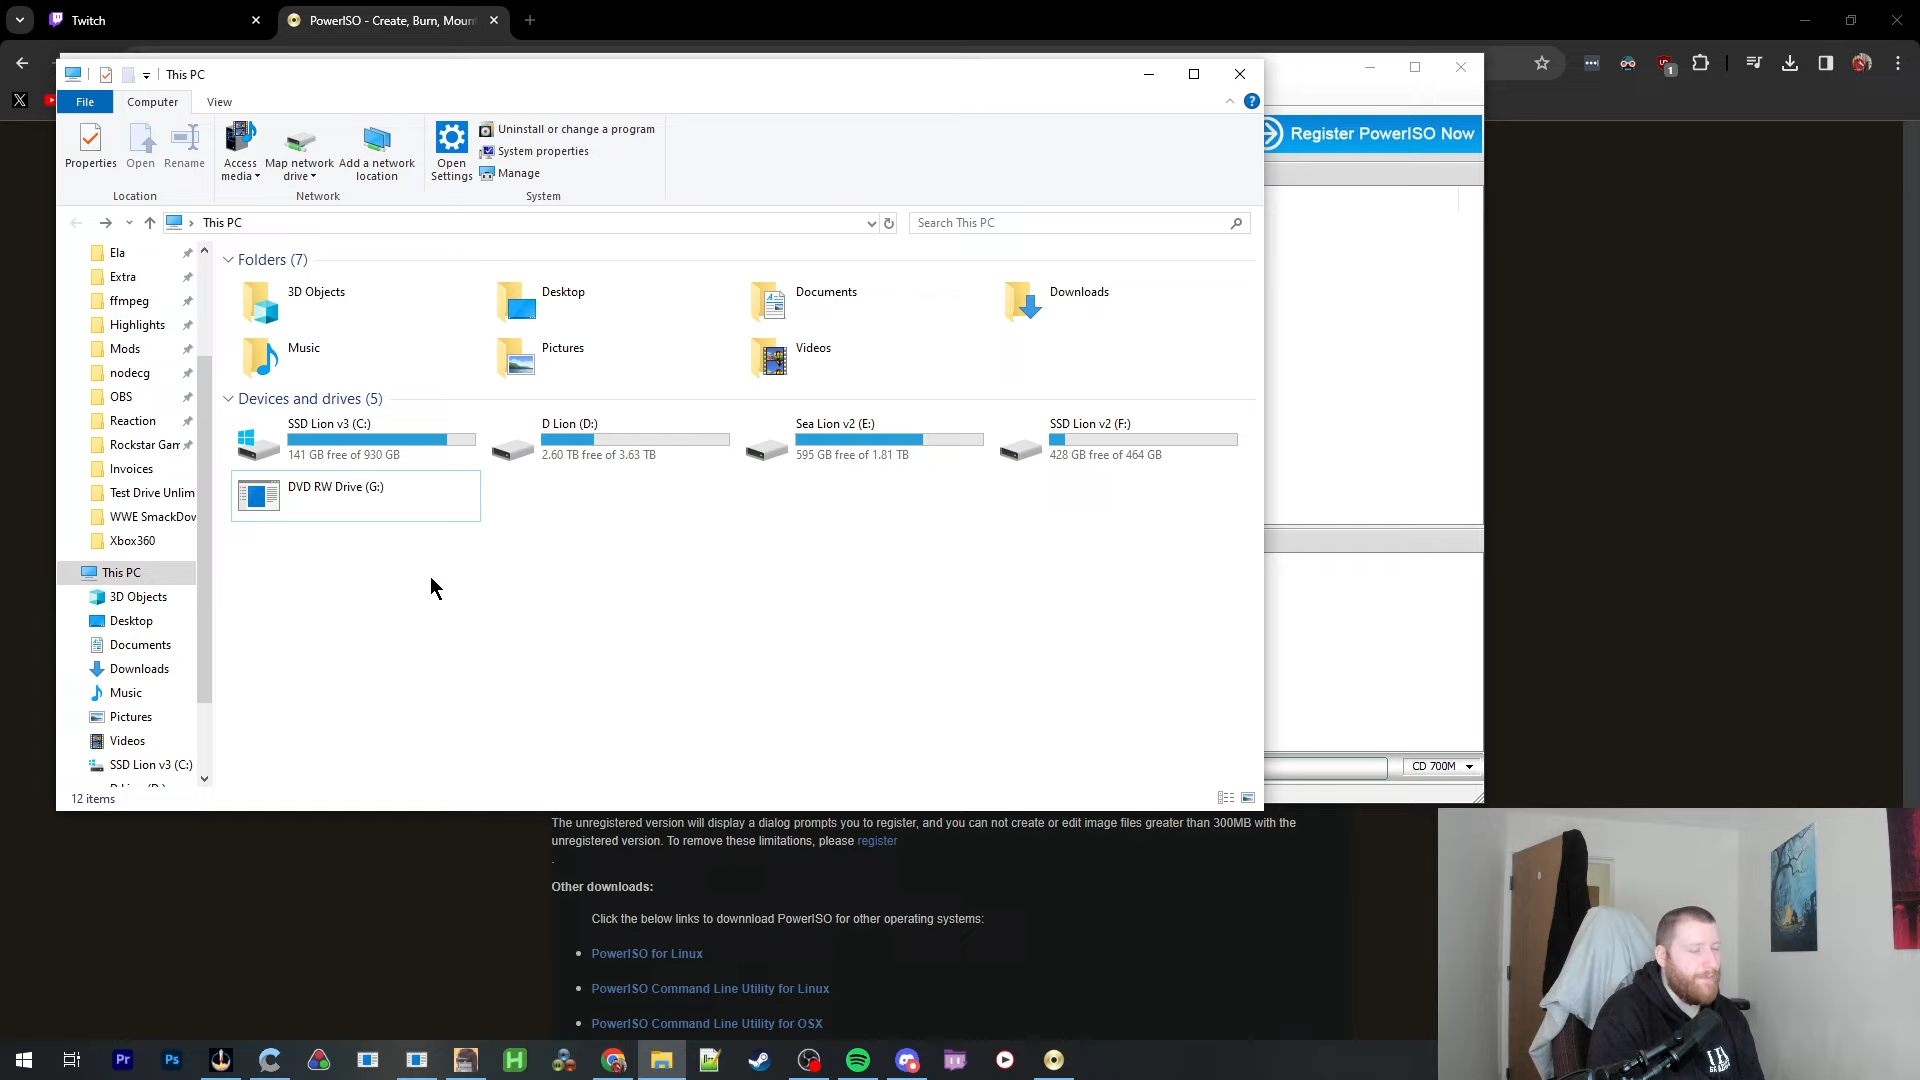 Twitch
PowerISO - Create, Burn, Moun
This PC
File
Computer
View
Properties
Open
Rename
Access media
Map network drive
Add a network location
Open Settings
Uninstall or change a program
System properties
Manage
Location
Network
System
Register PowerISO Now
1
This PC
Search This PC
Ela
Extra
ffmpeg
Highlights
Mods
nodecg
OBS
Reaction
Rockstar Gam
Invoices
Test Drive Unlim
WWE SmackDov
Xbox360
This PC
3D Objects
Desktop
Documents
Downloads
Music
Pictures
Videos
SSD Lion v3 (C:)
Folders (7)
3D Objects
Desktop
Documents
Downloads
Music
Pictures
Videos
Devices and drives (5)
SSD Lion v3 (C:)
141 GB free of 930 GB
D Lion (D:)
2.60 TB free of 3.63 TB
Sea Lion v2 (E:)
595 GB free of 1.81 TB
SSD Lion v2 (F:)
428 GB free of 464 GB
DVD RW Drive (G:)
12 items
CD 700M
The unregistered version will display a dialog prompts you to register, and you can not create or edit image files greater than 300MB with the
unregistered version. To remove these limitations, please register
.
Other downloads:
Click the below links to downnload PowerISO for other operating systems:
PowerISO for Linux
PowerISO Command Line Utility for Linux
PowerISO Command Line Utility for OSX
Pr
Ps